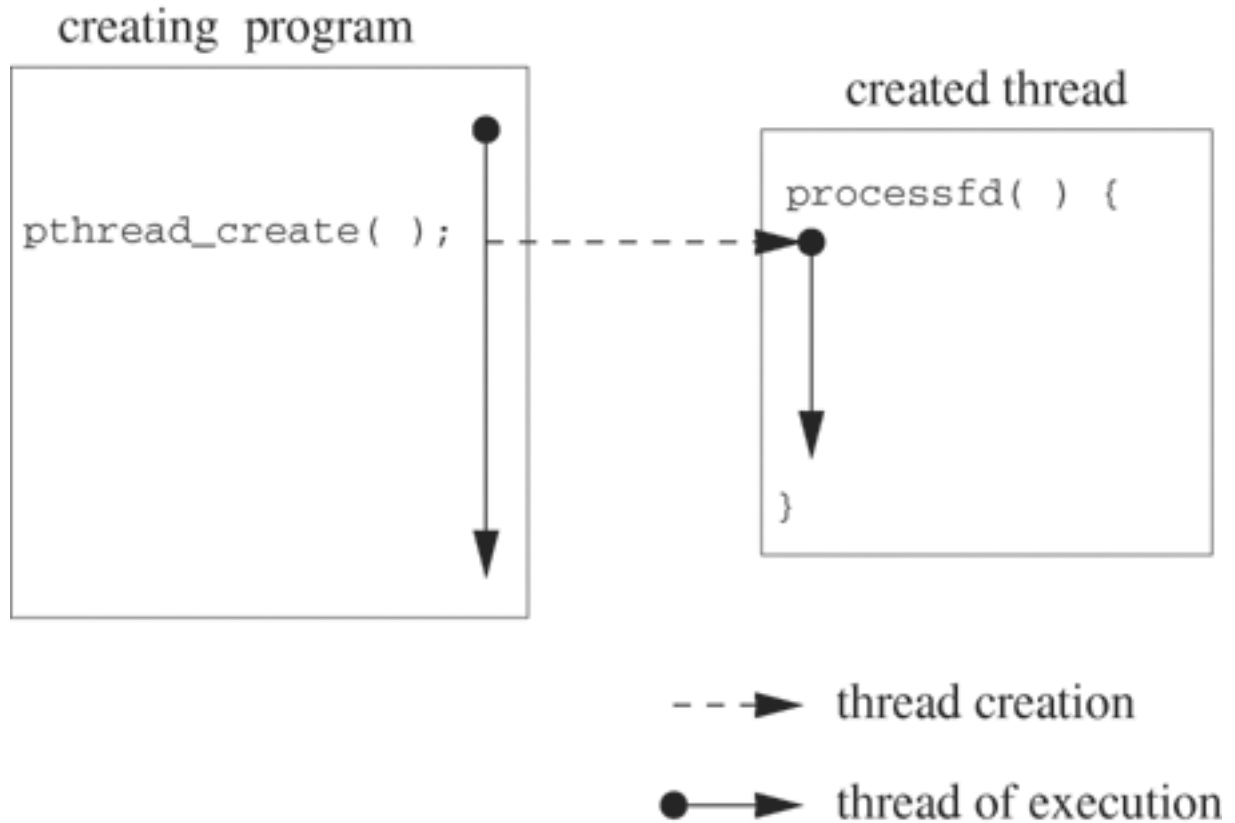 creating program
created thread
pthread_create( );
processfd( ) {
}
thread creation
thread of execution